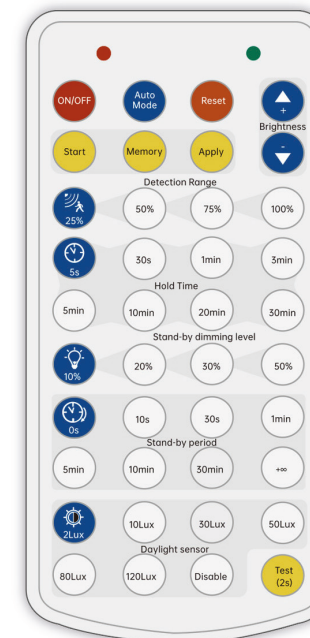 ON/OFF Auto Mode Reset +
Brightness
Start Memory Apply -
Detection Range
25% 50% 75% 100%
5s 30s 1min 3min
Hold Time
5min 10min 20min 30min
Stand-by dimming level
10% 20% 30% 50%
0s 10s 30s 1min
Stand-by period
5min 10min 30min +∞
2Lux 10Lux 30Lux 50Lux
Daylight sensor
80Lux 120Lux Disable Test (2s)